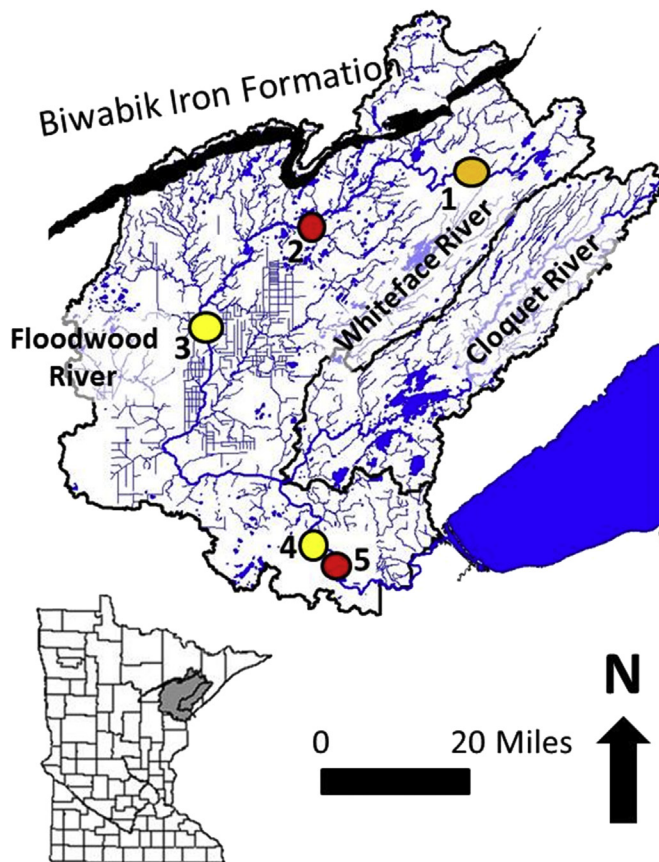 Biwabik Iron Formation
1
2
Whiteface River
Cloquet River
3
Floodwood
River
4
5
N
0 20 Miles